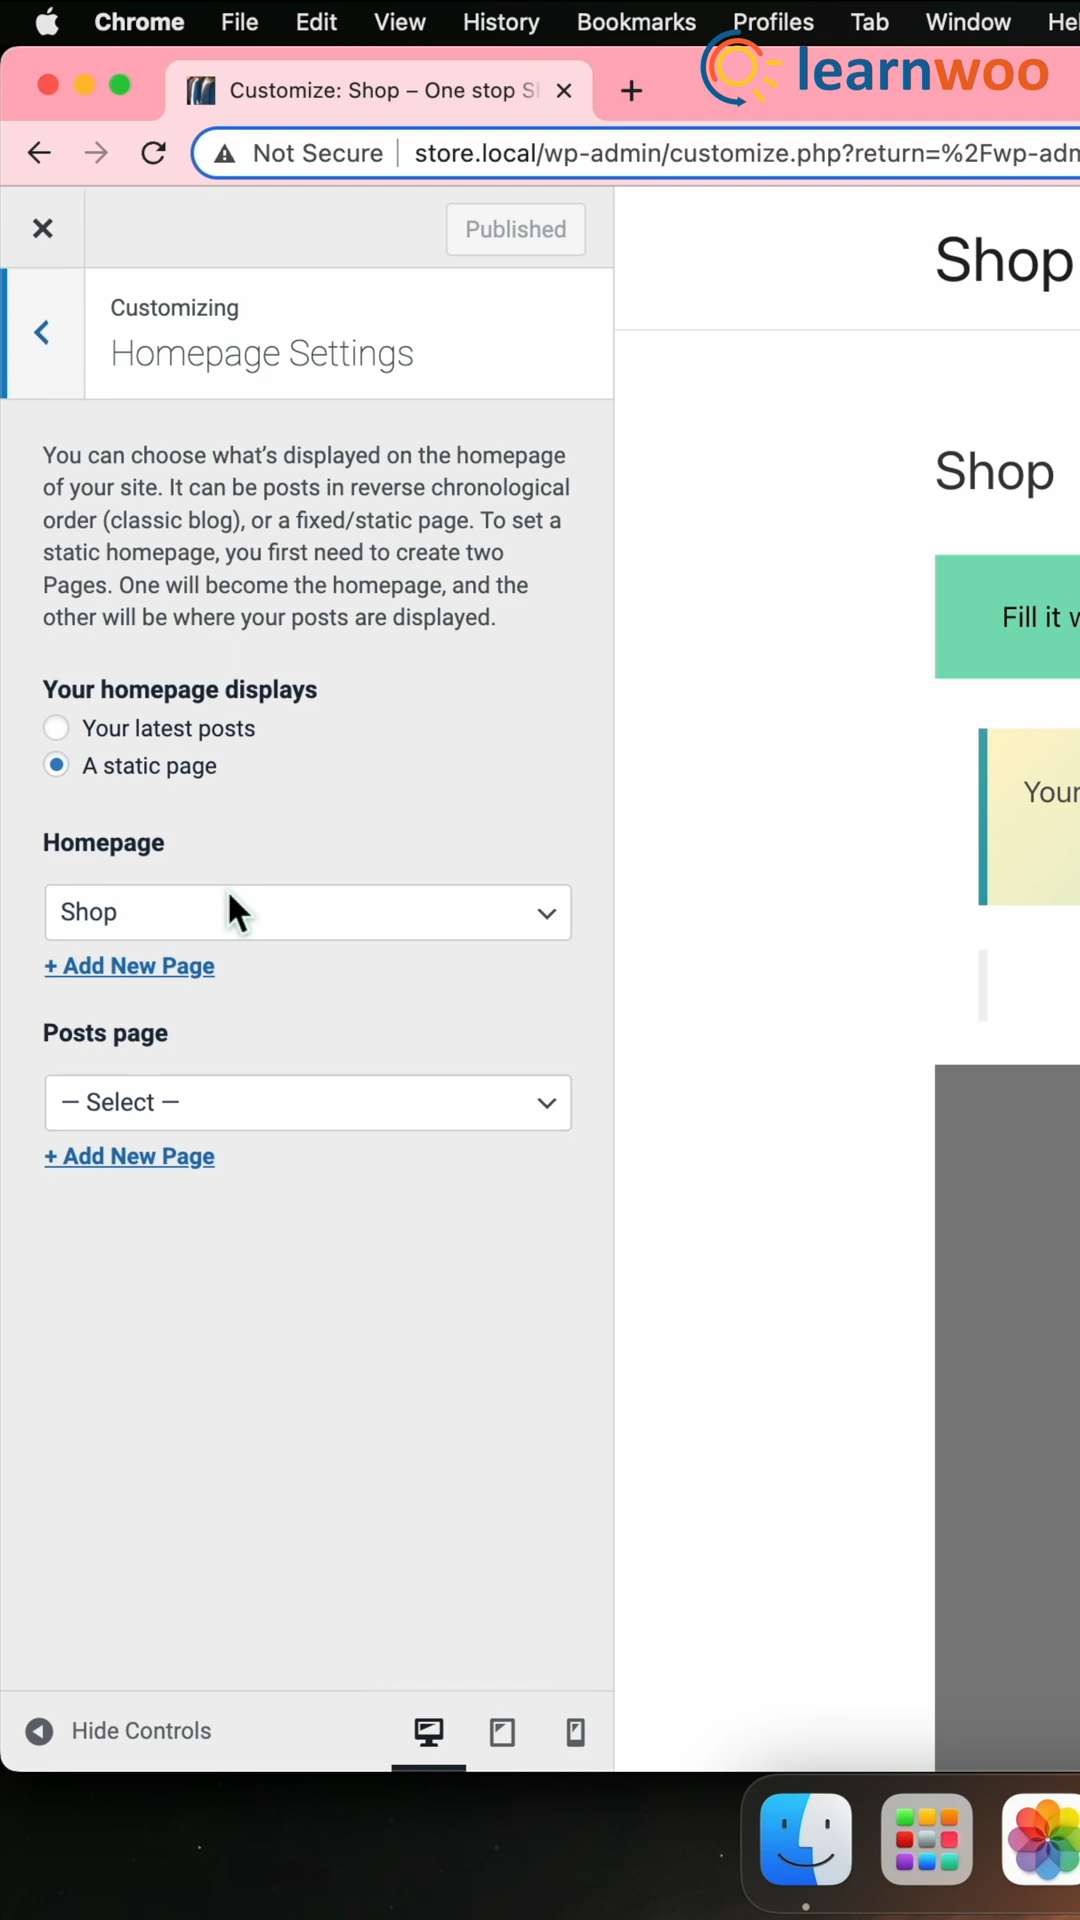 Chrome File Edit View History Bookmarks Profiles Tab Window
learnwoo
Customize: Shop – One stop
Not Secure store.local/wp-admin/customize.php?return=%2Fwp-adm
Published
Customizing
Homepage Settings
You can choose what’s displayed on the homepage
of your site. It can be posts in reverse chronological
order (classic blog), or a fixed/static page. To set a
static homepage, you first need to create two
Pages. One will become the homepage, and the
other will be where your posts are displayed.
Your homepage displays
Your latest posts
A static page
Homepage
Shop
+ Add New Page
Posts page
— Select —
+ Add New Page
Hide Controls
Shop
Shop
Fill it
Your